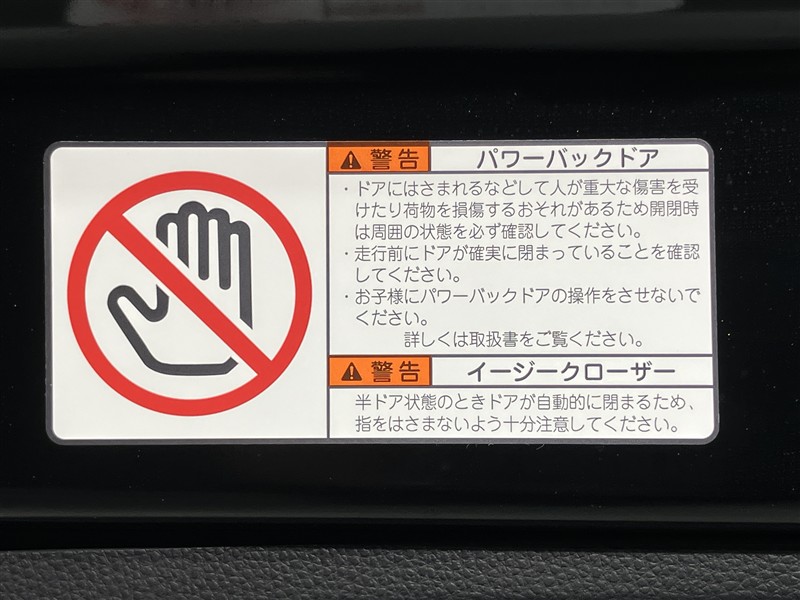 警告 パワーバックドア
・ドアにはさまれるなどして人が重大な傷害を受
けたり荷物を損傷するおそれがあるため開閉時
は周囲の状態を必ず確認してください。
・走行前にドアが確実に閉まっていることを確認
してください。
・お子様にパワーバックドアの操作をさせないで
ください。
詳しくは取扱書をご覧ください。
警告 イージークローザー
半ドア状態のときドアが自動的に閉まるため、
指をはさまないよう十分注意してください。